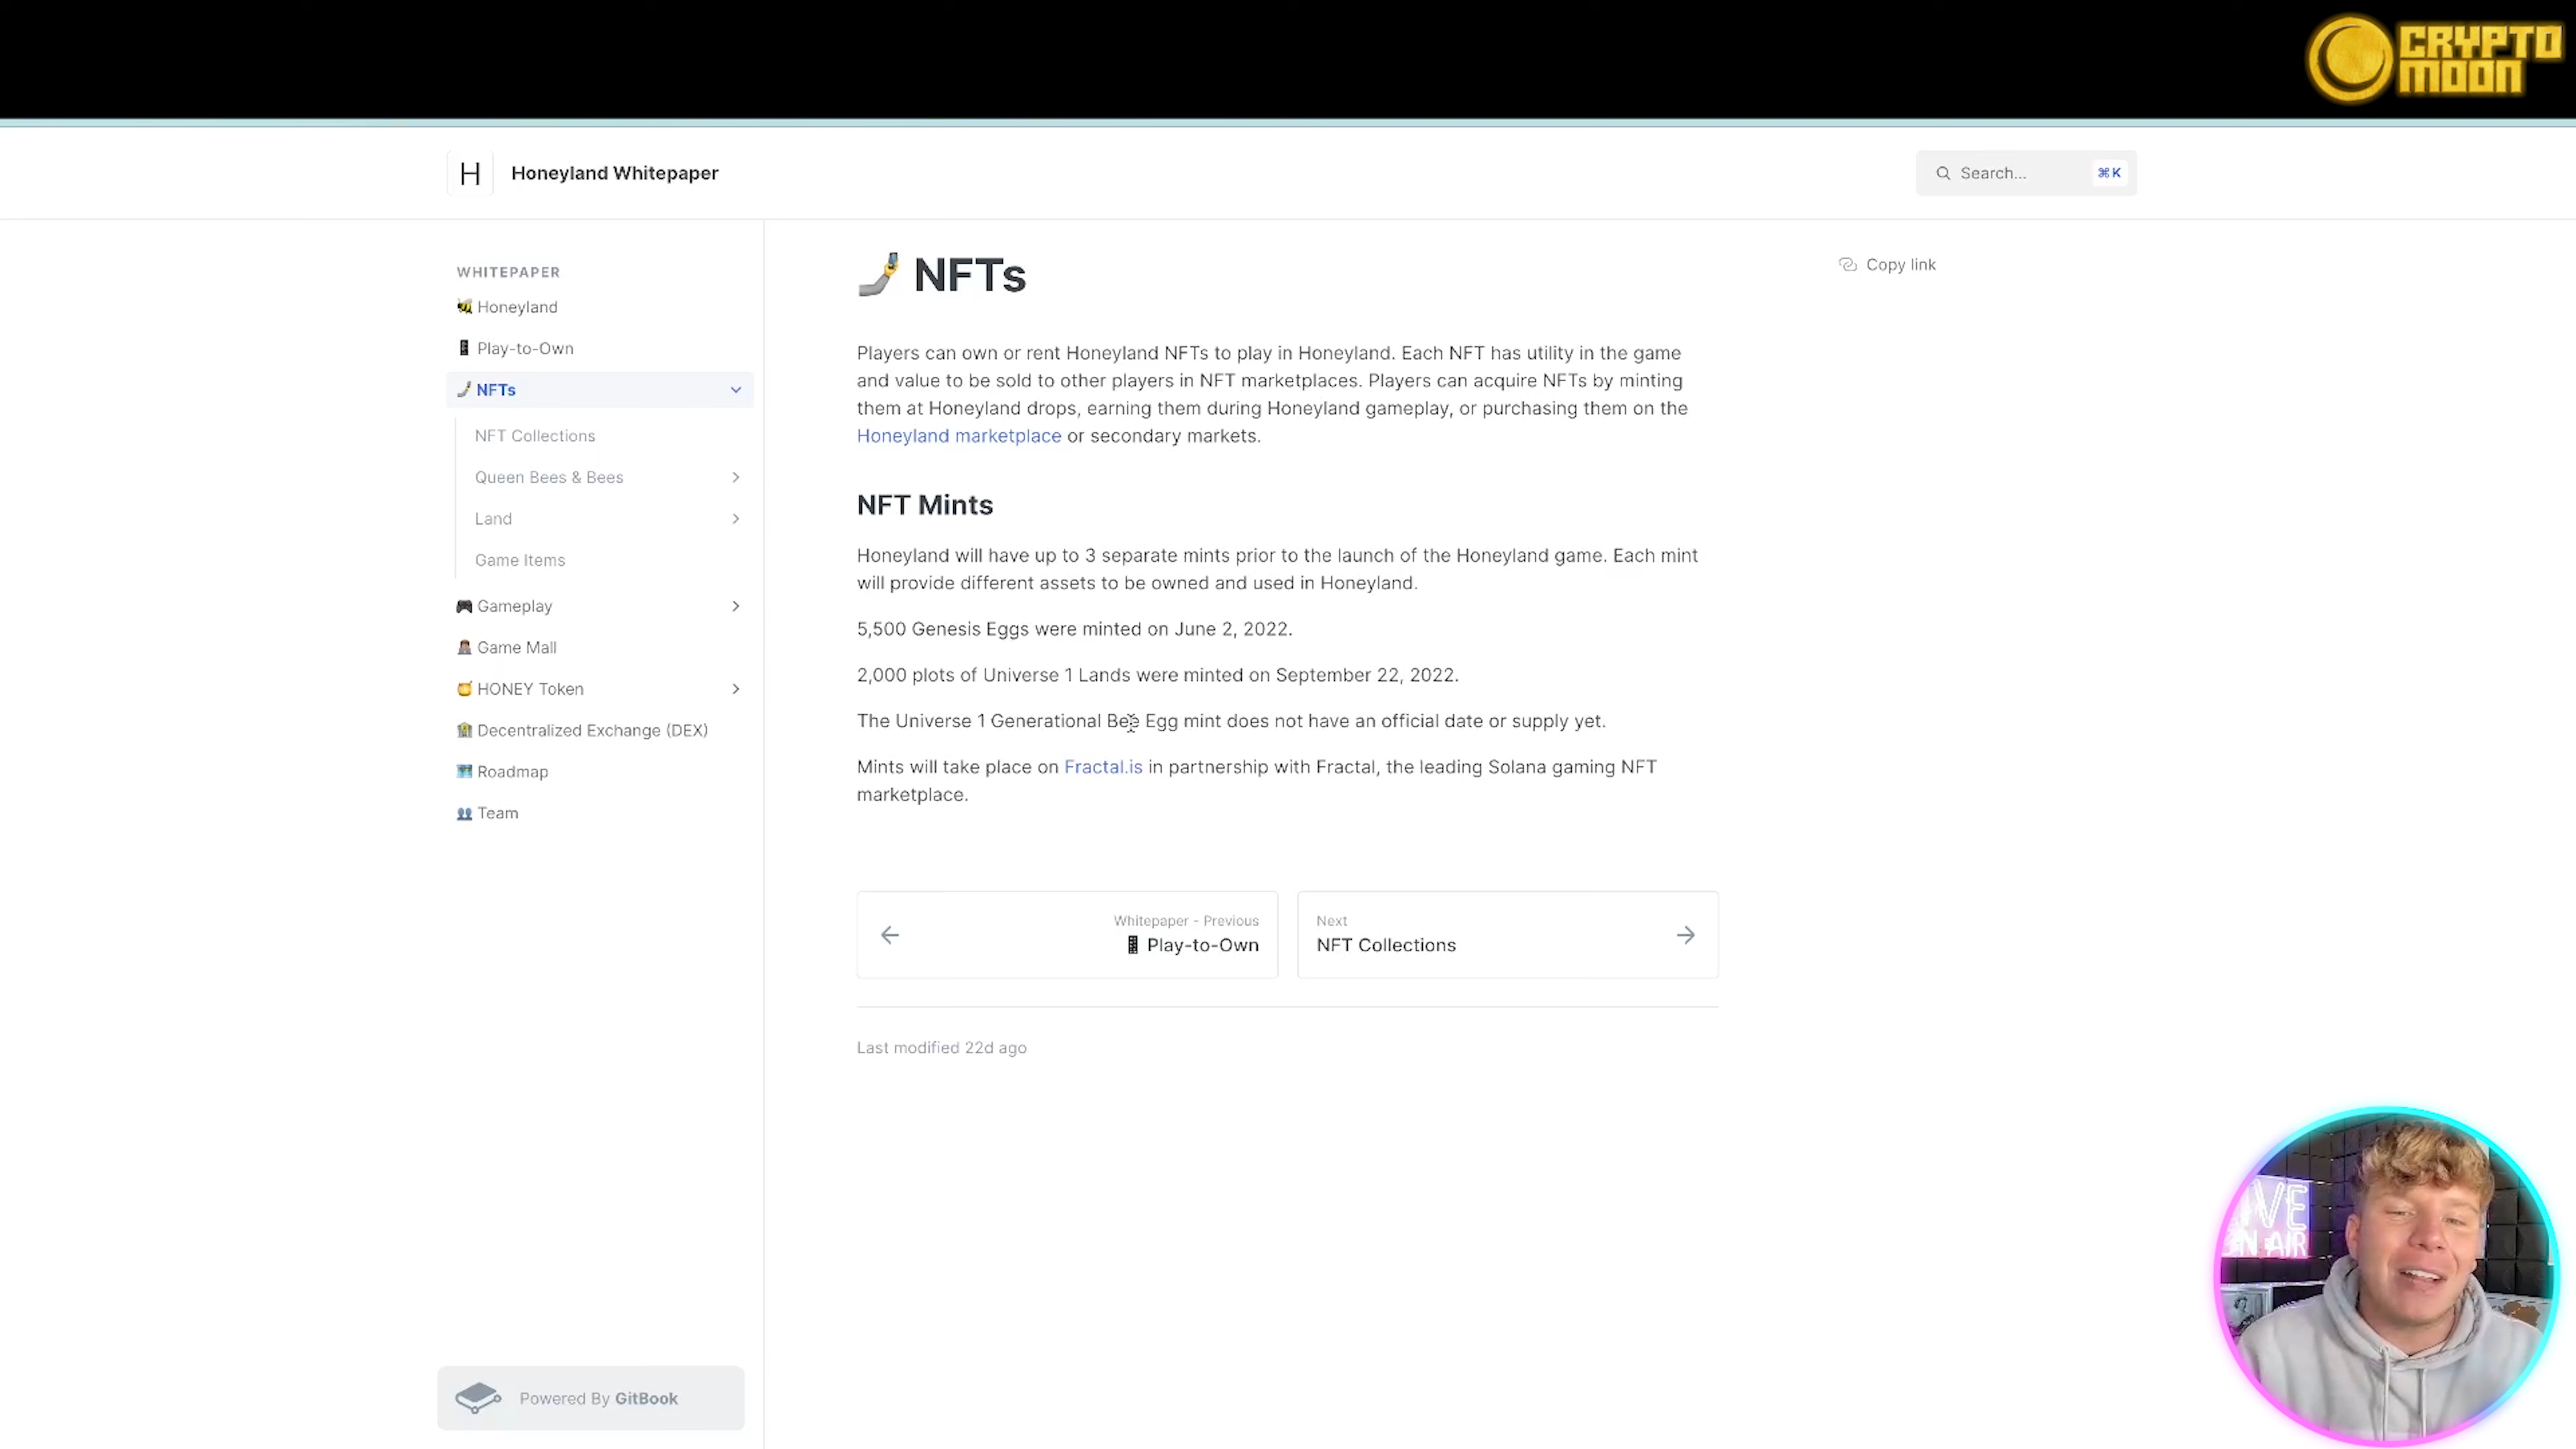 CRYPTO
MOON
H
Honeyland Whitepaper
Search...
⌘K
WHITEPAPER
Honeyland
Play-to-Own
NFTs
NFT Collections
Queen Bees & Bees
Land
Game Items
Gameplay
Game Mall
HONEY Token
Decentralized Exchange (DEX)
Roadmap
Team
Powered By GitBook
NFTs
Copy link
Players can own or rent Honeyland NFTs to play in Honeyland. Each NFT has utility in the game
and value to be sold to other players in NFT marketplaces. Players can acquire NFTs by minting
them at Honeyland drops, earning them during Honeyland gameplay, or purchasing them on the
Honeyland marketplace or secondary markets.
NFT Mints
Honeyland will have up to 3 separate mints prior to the launch of the Honeyland game. Each mint
will provide different assets to be owned and used in Honeyland.
5,500 Genesis Eggs were minted on June 2, 2022.
2,000 plots of Universe 1 Lands were minted on September 22, 2022.
The Universe 1 Generational Bee Egg mint does not have an official date or supply yet.
Mints will take place on Fractal.is in partnership with Fractal, the leading Solana gaming NFT
marketplace.
Whitepaper - Previous
Play-to-Own
Next
NFT Collections
Last modified 22d ago
AIR